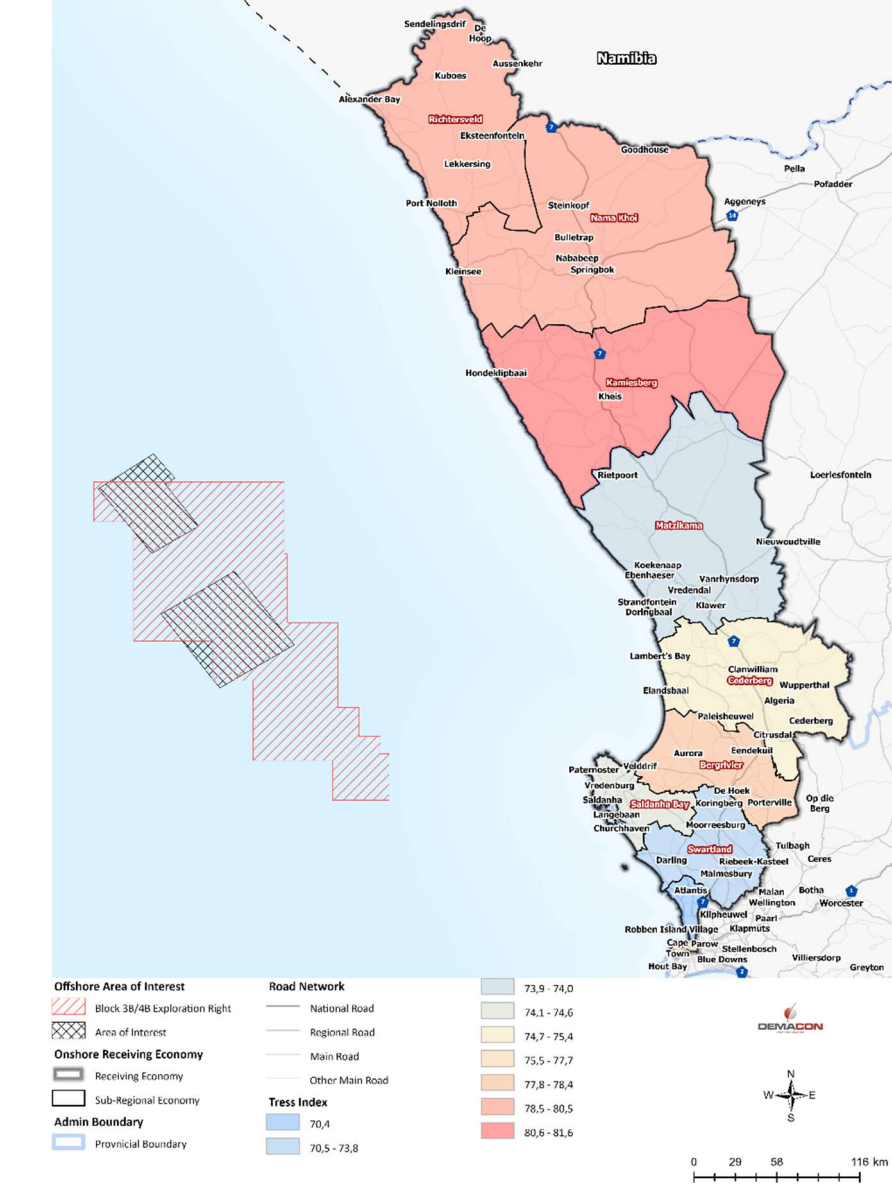 Sendelingsdrif
De
Hoop
Namibia
Aussenkehr
Kuboes
Alexander Bay
Richtersveld
7
Eksteenfontein
Goodhouse
Lekkersing
Pella
Pofadder
Port Nolloth
Steinkopf
Aggeneys
Nama Khoi
14
Bulletrap
Nababeep
Kleinsee
Springbok
7
Hondeklipbaai
Kamiesberg
Kheis
Rietpoort
Loeriesfontein
Matzikama
Nieuwoudtville
Koekenaap
Ebenhaeser
Vanrhynsdorp
Vredendal
Strandfontein
Klawer
Doringbaai
7
Lambert's Bay
Clanwilliam
Cederberg
Wupperthal
Elandsbaai
Algeria
Paleisheuwel
Cederberg
Citrusdal
Aurora
Eendekuil
Velddrif
Bergrivier
Paternoster
Vredenburg
De Hoek
Saldanha
Saldanha Bay
Koringberg
Porterville
Op die
Berg
Langebaan
Churchhaven
Moorreesburg
Swartland
Tulbagh
Darling
Riebeek-Kasteel
Ceres
Malmesbury
Atlantis
Malan
Botha
1
7
Wellington
Worcester
Klipheuwel
Paarl
Robben Island Village
Klapmuts
Cape
Town
Parow
Stellenbosch
Blue Downs
Villiersdorp
Hout Bay
2
Greyton
Offshore Area of Interest
Block 3B/4B Exploration Right
Area of Interest
Onshore Receiving Economy
Receiving Economy
Sub-Regional Economy
Admin Boundary
Provnicial Boundary
Road Network
National Road
Regional Road
Main Road
Other Main Road
Tress Index
70,4
70,5 - 73,8
73,9 - 74,0
74,1 - 74,6
74,7 - 75,4
75,5 - 77,7
77,8 - 78,4
78,5 - 80,5
80,6 - 81,6
DEMACON
N
W E
S
0 29 58 116 km